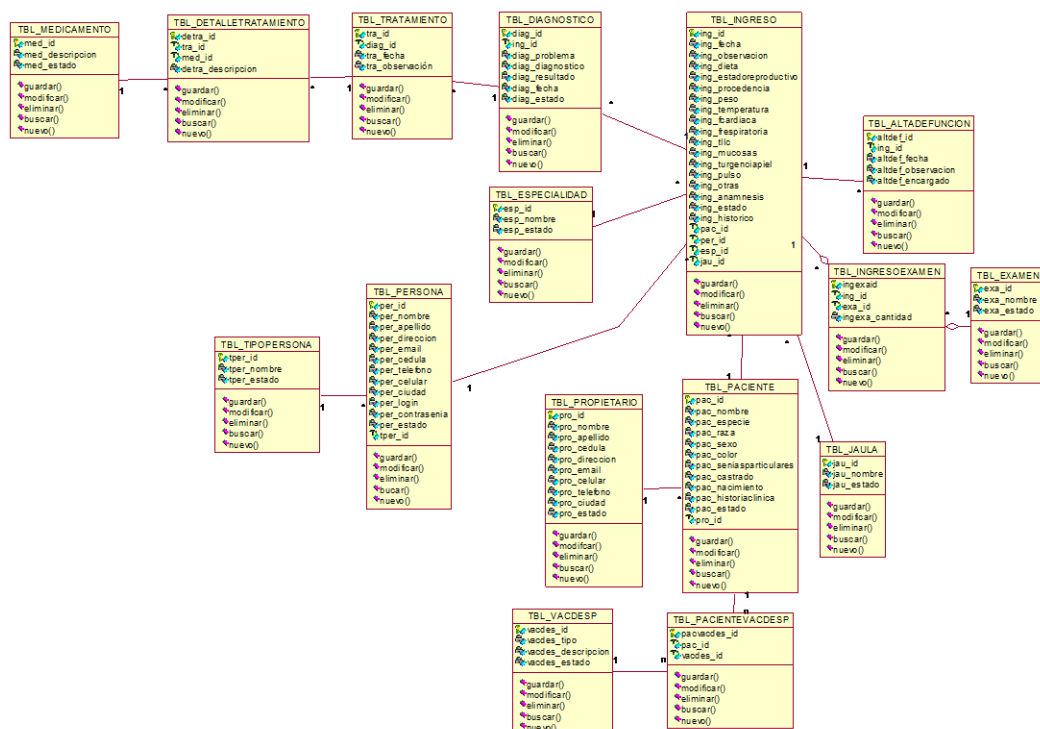 TBL_MEDICAMENTO
med_id
med_descripcion
med_estado
guardar()
modificar()
eliminar()
buscar()
nuevo()
1
*
TBL_DETALLETRATAMIENTO
detra_id
tra_id
med_id
detra_descripcion
guardar()
modificar()
eliminar()
buscar()
nuevo()
*
1
TBL_TRATAMIENTO
tra_id
diag_id
tra_fecha
tra_observación
guardar()
modificar()
eliminar()
buscar()
nuevo()
*
1
TBL_DIAGNOSTICO
diag_id
ing_id
diag_problema
diag_diagnostico
diag_resultado
diag_fecha
diag_estado
guardar()
modificar()
eliminar()
buscar()
nuevo()
*
TBL_INGRESO
ing_id
ing_fecha
ing_observacion
ing_dieta
ing_estadoreproductivo
ing_procedencia
ing_peso
ing_temperatura
ing_fcardiaca
ing_frespiratoria
ing_tllc
ing_mucosas
ing_turgenciapiel
ing_pulso
ing_otras
ing_anamnesis
ing_estado
ing_historico
pac_id
per_id
esp_id
jau_id
guardar()
modificar()
eliminar()
buscar()
nuevo()
1
1
*
TBL_ALTADEFUNCION
altdef_id
ing_id
altdef_fecha
altdef_observacion
altdef_encargado
guardar()
modificar()
eliminar()
buscar()
nuevo()
TBL_ESPECIALIDAD
esp_id
esp_nombre
esp_estado
guardar()
modificar()
eliminar()
buscar()
nuevo()
1
*
TBL_INGRESOEXAMEN
ingexaid
ing_id
exa_id
ingexa_cantidad
guardar()
modificar()
eliminar()
buscar()
nuevo()
*
*
1
TBL_EXAMEN
exa_id
exa_nombre
exa_estado
guardar()
modificar()
eliminar()
buscar()
nuevo()
TBL_TIPOPERSONA
tper_id
tper_nombre
tper_estado
guardar()
modificar()
eliminar()
buscar()
nuevo()
1
*
TBL_PERSONA
per_id
per_nombre
per_apellido
per_direccion
per_email
per_cedula
per_telefono
per_celular
per_ciudad
per_login
per_contrasenia
per_estado
tper_id
guardar()
modificar()
eliminar()
bucar()
nuevo()
1
*
*
1
TBL_PROPIETARIO
pro_id
pro_nombre
pro_apellido
pro_cedula
pro_direccion
pro_email
pro_celular
pro_telefono
pro_ciudad
pro_estado
guardar()
modifcar()
eliminar()
buscar()
nuevo()
1
*
TBL_PACIENTE
pac_id
pac_nombre
pac_especie
pac_raza
pac_sexo
pac_color
pac_seniasparticulares
pac_castrado
pac_nacimiento
pac_historiaclinica
pac_estado
pro_id
guardar()
modificar()
eliminar()
buscar()
nuevo()
1
n
1
TBL_JAULA
jau_id
jau_nombre
jau_estado
guardar()
modificar()
eliminar()
buscar()
nuevo()
TBL_VACDESP
vacdes_id
vacdes_tipo
vacdes_descripcion
vacdes_estado
guardar()
modificar()
eliminar()
buscar()
nuevo()
1
n
TBL_PACIENTEVACDESP
pacvacdes_id
pac_id
vacdes_id
guardar()
modificar()
eliminar()
buscar()
nuevo()